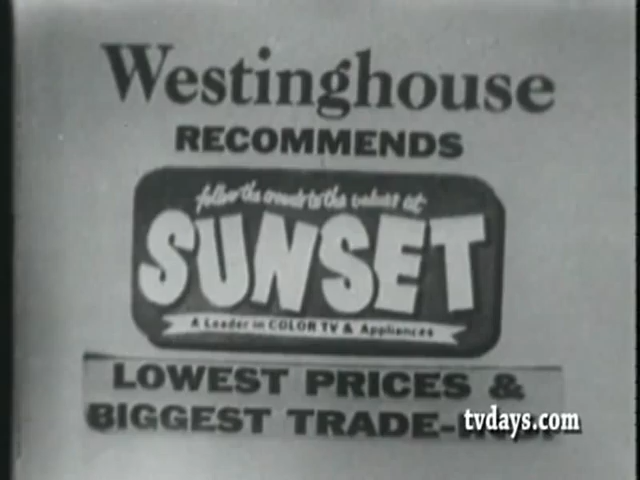 Westinghouse
RECOMMENDS
follow the crowds to the values at
SUNSET
A Leader in COLOR TV & Appliances
LOWEST PRICES &
BIGGEST TRADE-
tvdays.com